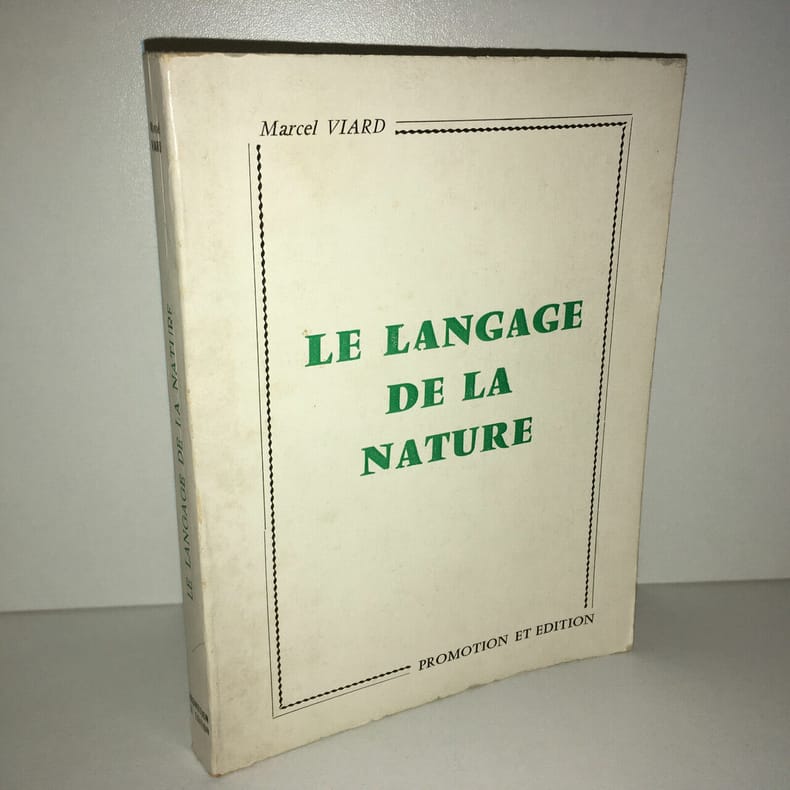 Marcel VIARD
LE LANGAGE
DE LA
NATURE
PROMOTION ET EDITION
LE LANGAGE DE LA NATURE